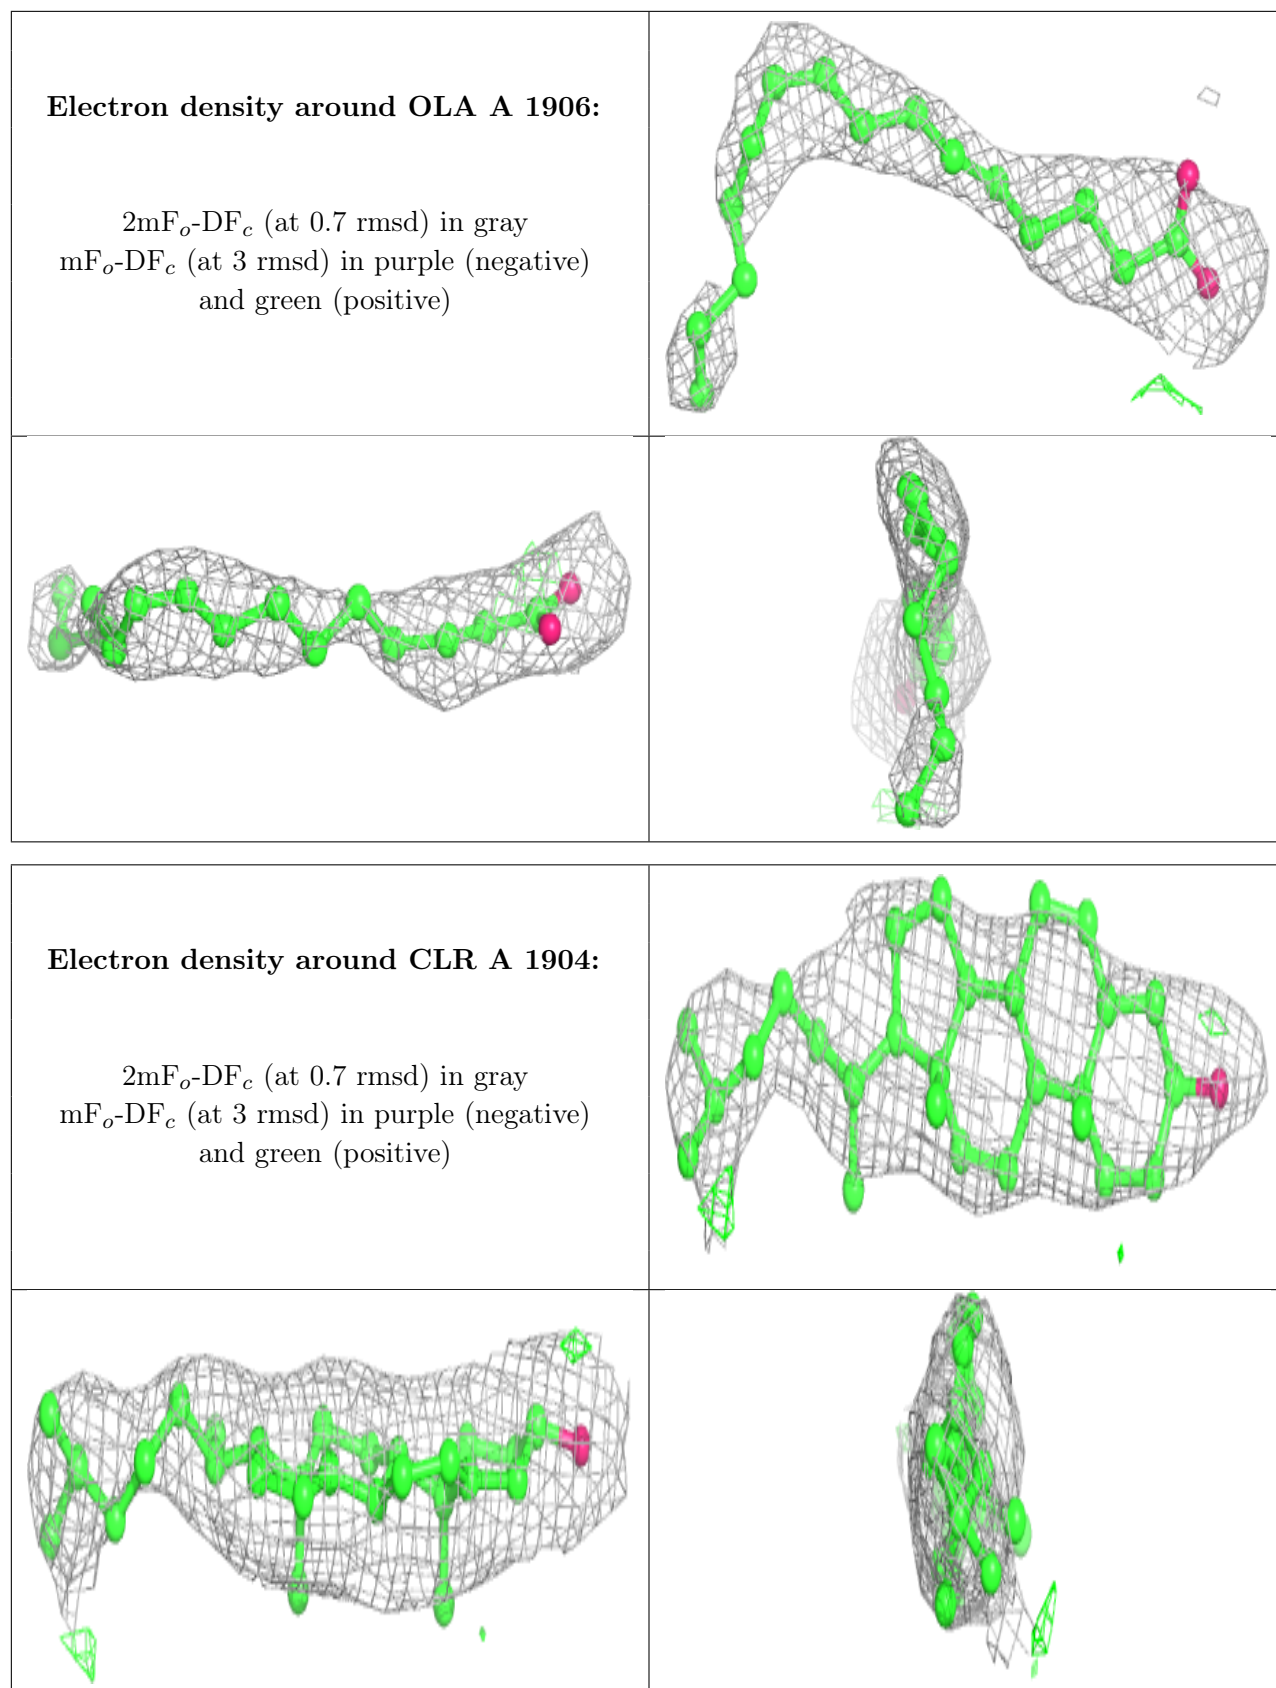 Electron density around OLA A 1906:
2mFo-DFc (at 0.7 rmsd) in gray
mFo-DFc (at 3 rmsd) in purple (negative)
and green (positive)
Electron density around CLR A 1904:
2mFo-DFc (at 0.7 rmsd) in gray
mFo-DFc (at 3 rmsd) in purple (negative)
and green (positive)